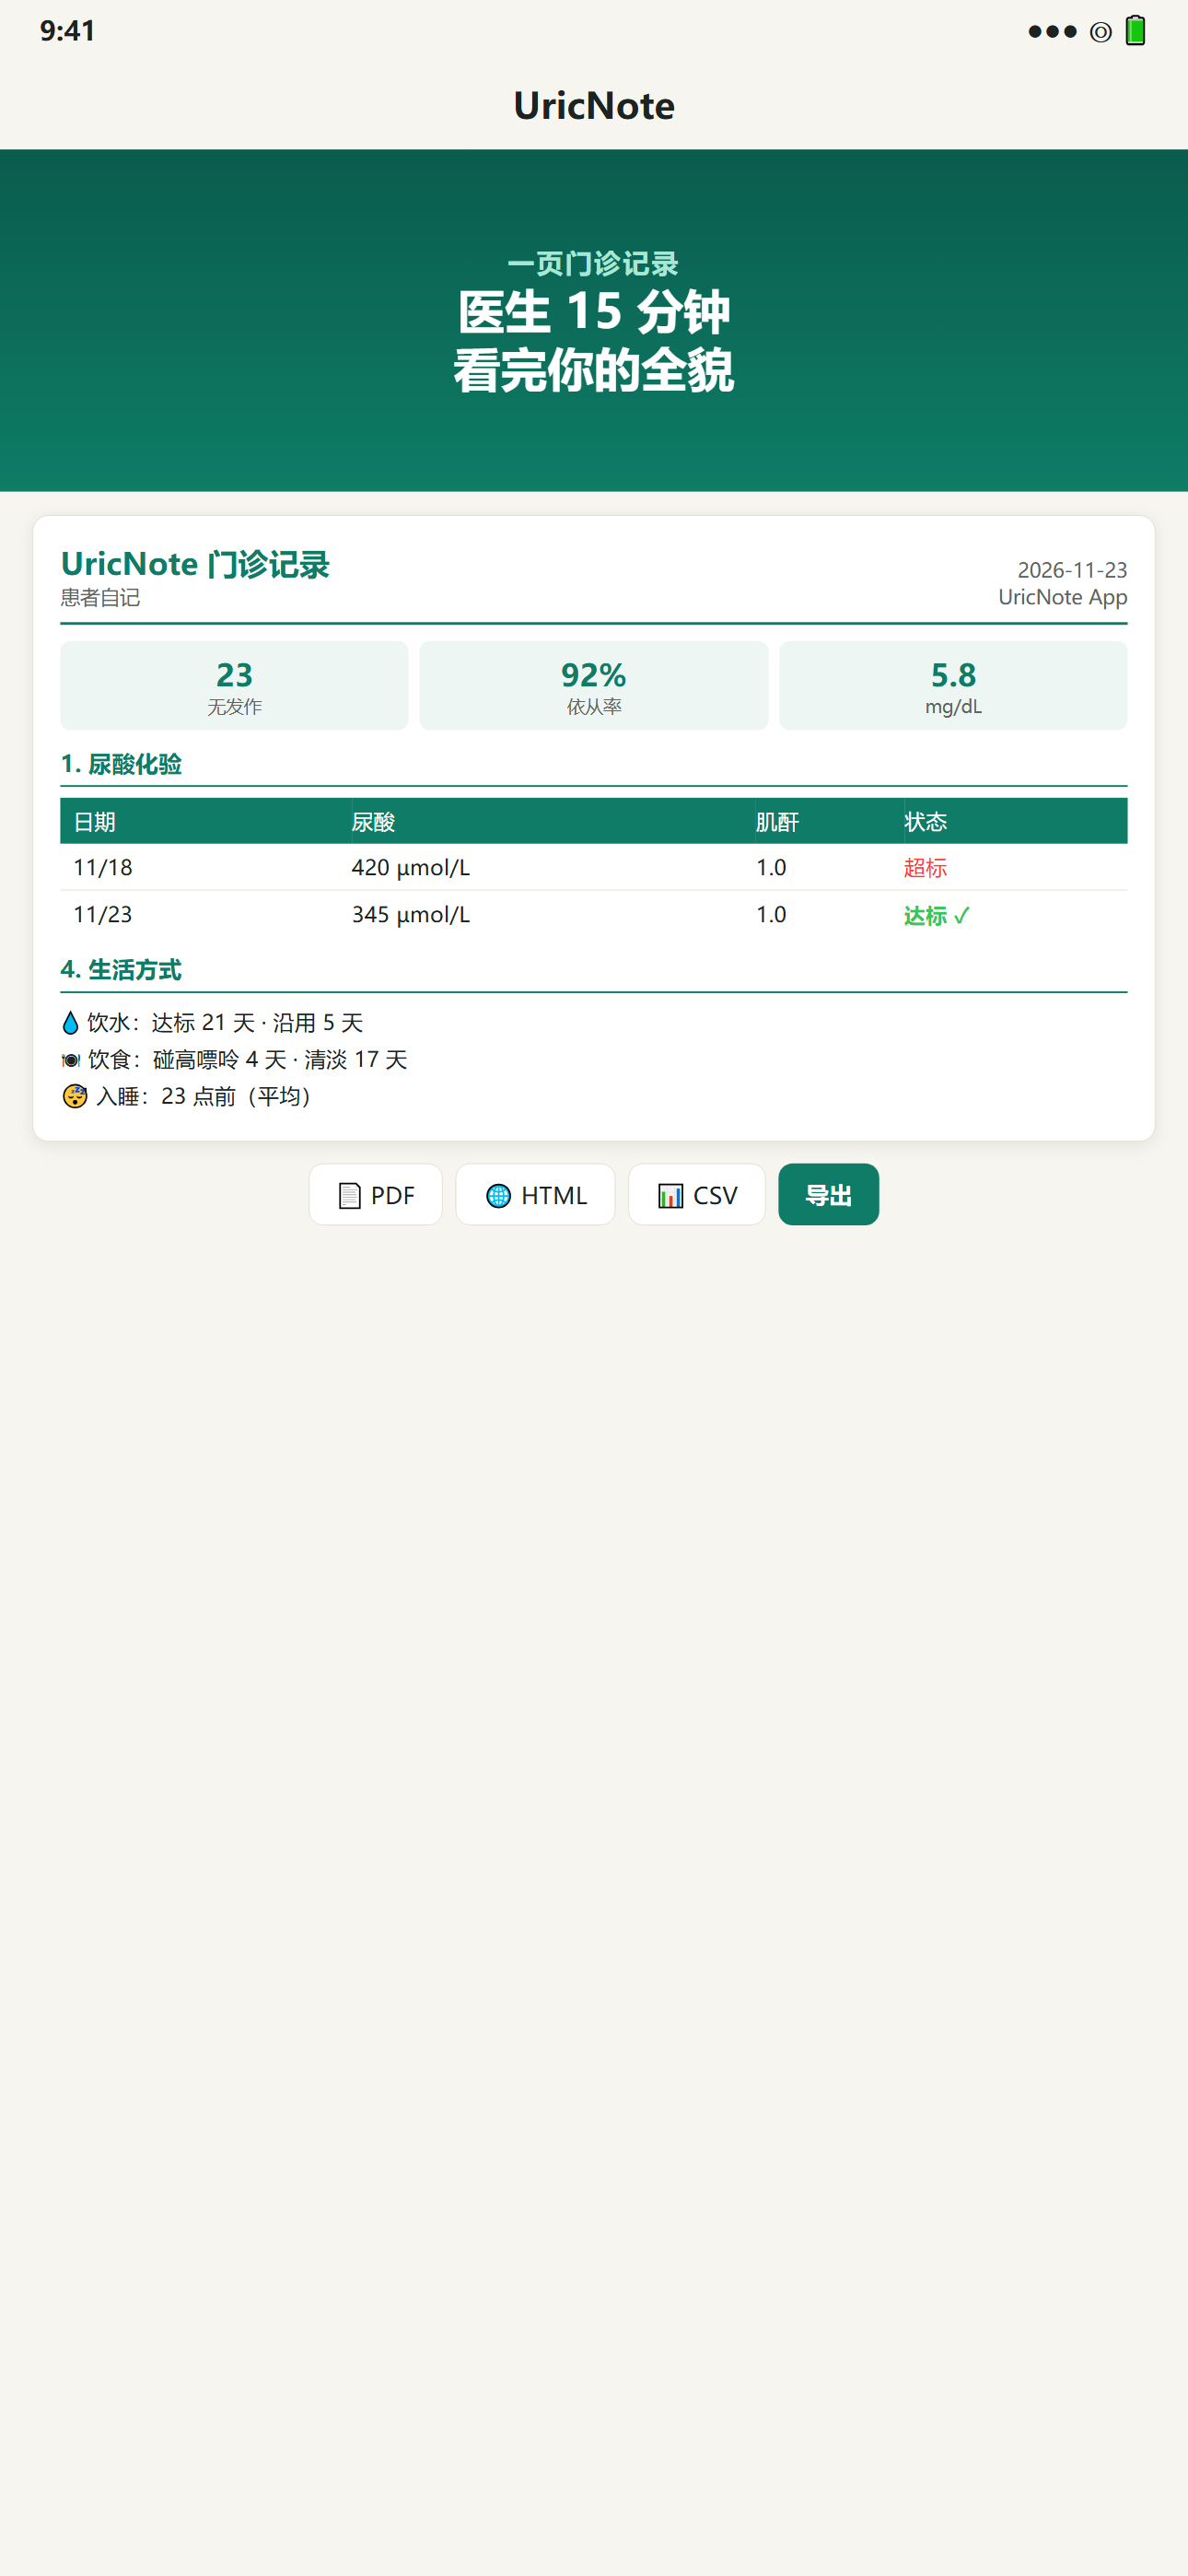 9:41
UricNote
一页门诊记录
医生 15 分钟
看完你的全貌
UricNote 门诊记录
患者自记
2026-11-23
UricNote App
23
无发作
92%
依从率
5.8
mg/dL
1. 尿酸化验
日期 尿酸 肌酐 状态
11/18 420 μmol/L 1.0 超标
11/23 345 μmol/L 1.0 达标 ✓
4. 生活方式
💧 饮水：达标 21 天 · 沿用 5 天
🍽 饮食：碰高嘌呤 4 天 · 清淡 17 天
😴 入睡：23 点前（平均）
📄 PDF
🌐 HTML
📊 CSV
导出